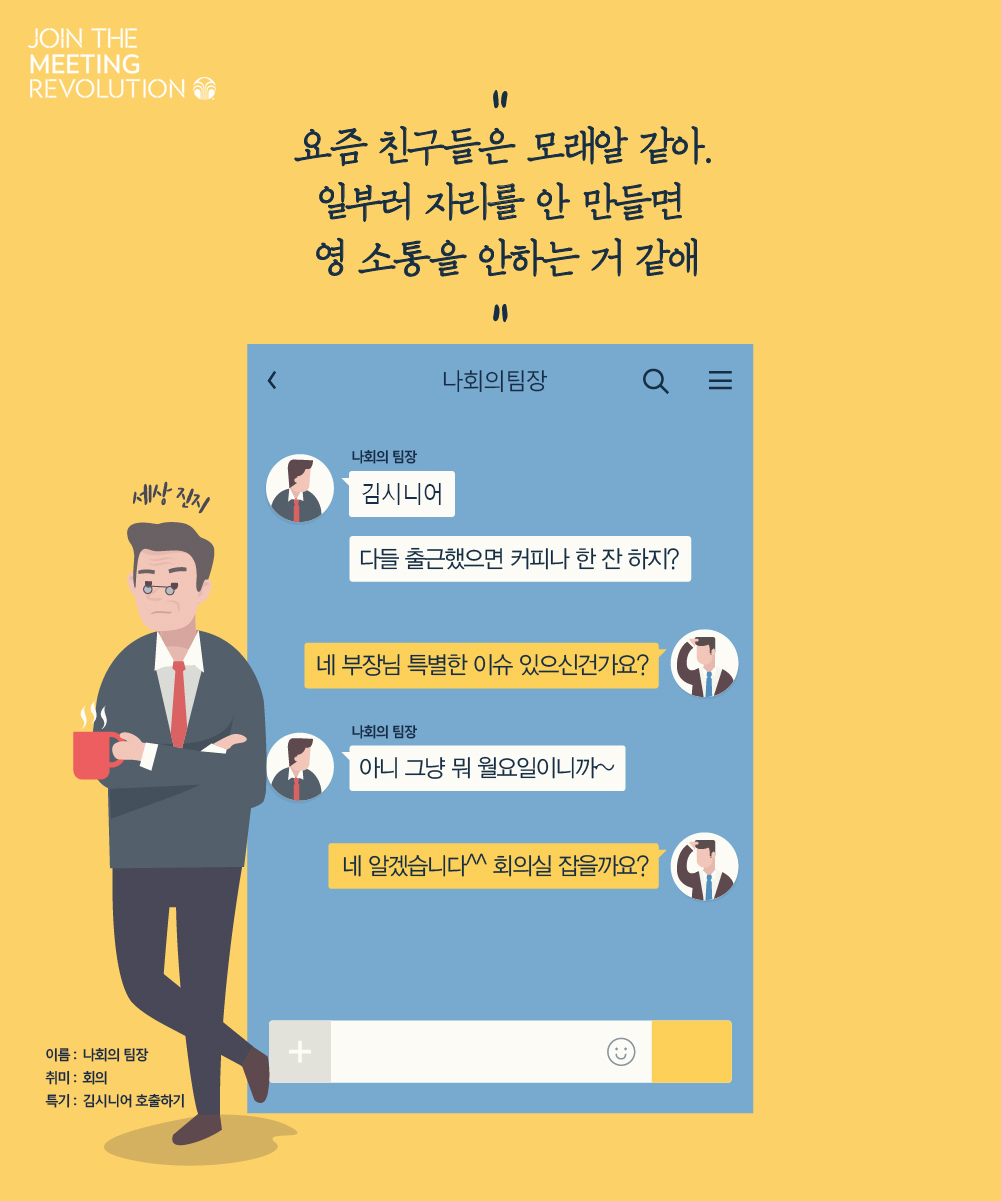 JOIN THE
MEETING
REVOLUTION
"
요즘 친구들은 모래알 같아.
일부러 자리를 안 만들면
영 소통을 안하는 거 같애
"
나회의팀장
나회의 팀장
김시니어
다들 출근했으면 커피나 한 잔 하지?
네 부장님 특별한 이슈 있으신건가요?
나회의 팀장
아니 그냥 뭐 월요일이니까~
네 알겠습니다^^ 회의실 잡을까요?
세상 진지
이름 : 나회의 팀장
취미 : 회의
특기 : 김시니어 호출하기